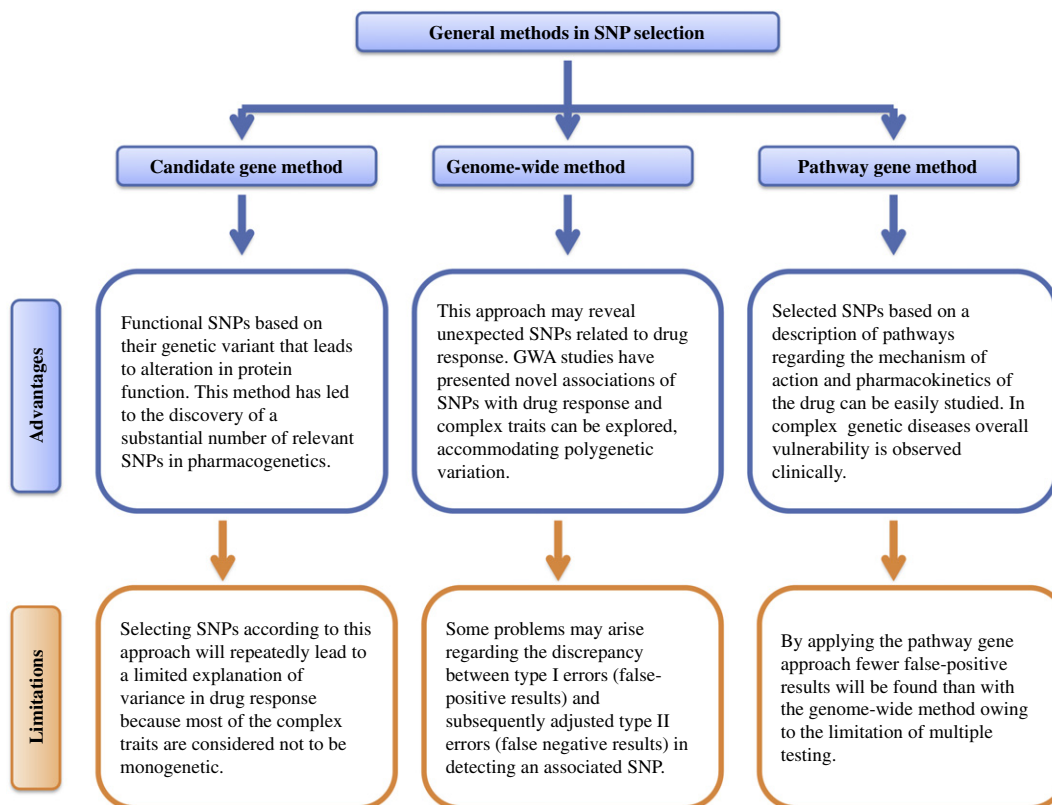 General methods in SNP selection
Candidate gene method
Genome-wide method
Pathway gene method
Advantages
Functional SNPs based on
their genetic variant that leads
to alteration in protein
function. This method has led
to the discovery of a
substantial number of relevant
SNPs in pharmacogenetics.
This approach may reveal
unexpected SNPs related to drug
response. GWA studies have
presented novel associations of
SNPs with drug response and
complex traits can be explored,
accommodating polygenetic
variation.
Selected SNPs based on a
description of pathways
regarding the mechanism of
action and pharmacokinetics of
the drug can be easily studied. In
complex genetic diseases overall
vulnerability is observed
clinically.
Limitations
Selecting SNPs according to this
approach will repeatedly lead to
a limited explanation of
variance in drug response
because most of the complex
traits are considered not to be
monogenetic.
Some problems may arise
regarding the discrepancy
between type I errors (false-
positive results) and
subsequently adjusted type II
errors (false negative results) in
detecting an associated SNP.
By applying the pathway gene
approach fewer false-positive
results will be found than with
the genome-wide method owing
to the limitation of multiple
testing.